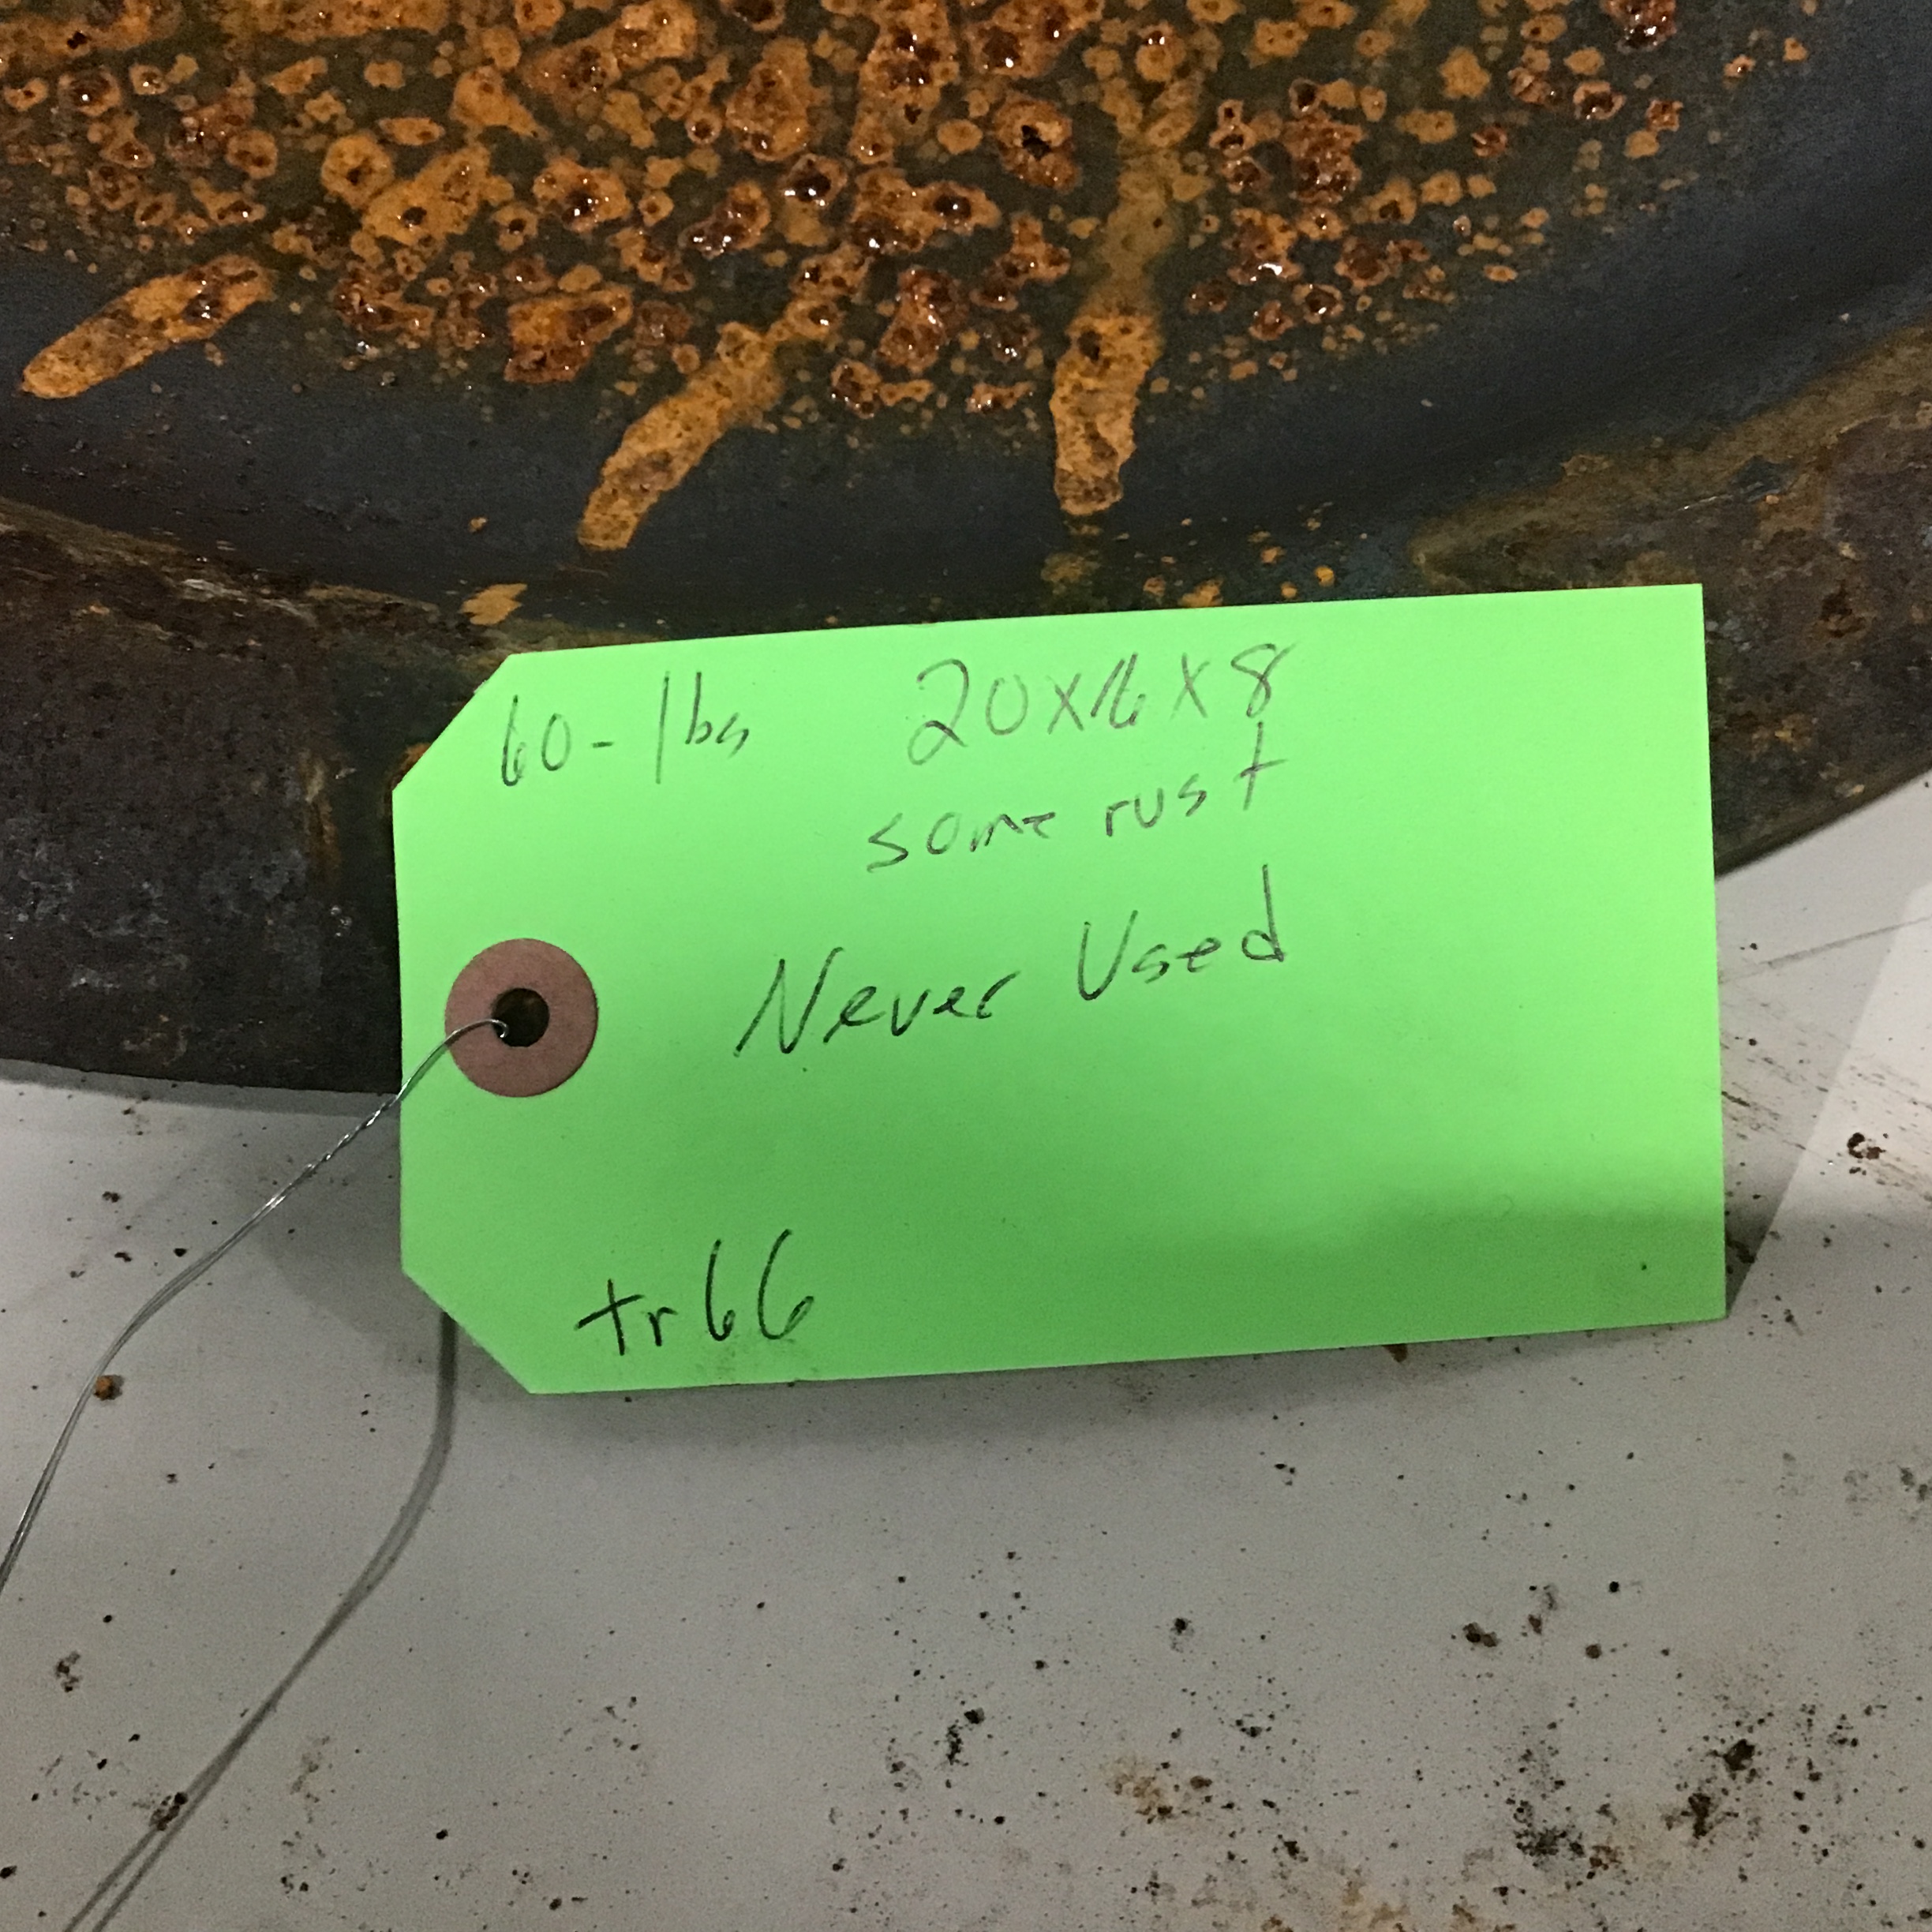 60-lbs 20x16x8
some rust
Never Used
tr66